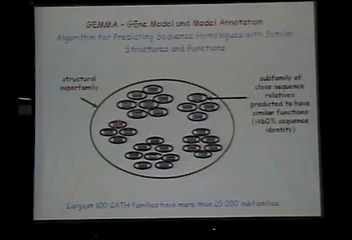 GEMMA - GEne Model and Model Annotation
Algorithm for Predicting Sequence Homologues with Similar
Structures and Functions
structural
superfamily
subfamily of
close sequence
relatives
predicted to have
similar functions
sequence
identity)
Largest 100 CATH families have more than 20,000 subfamilies